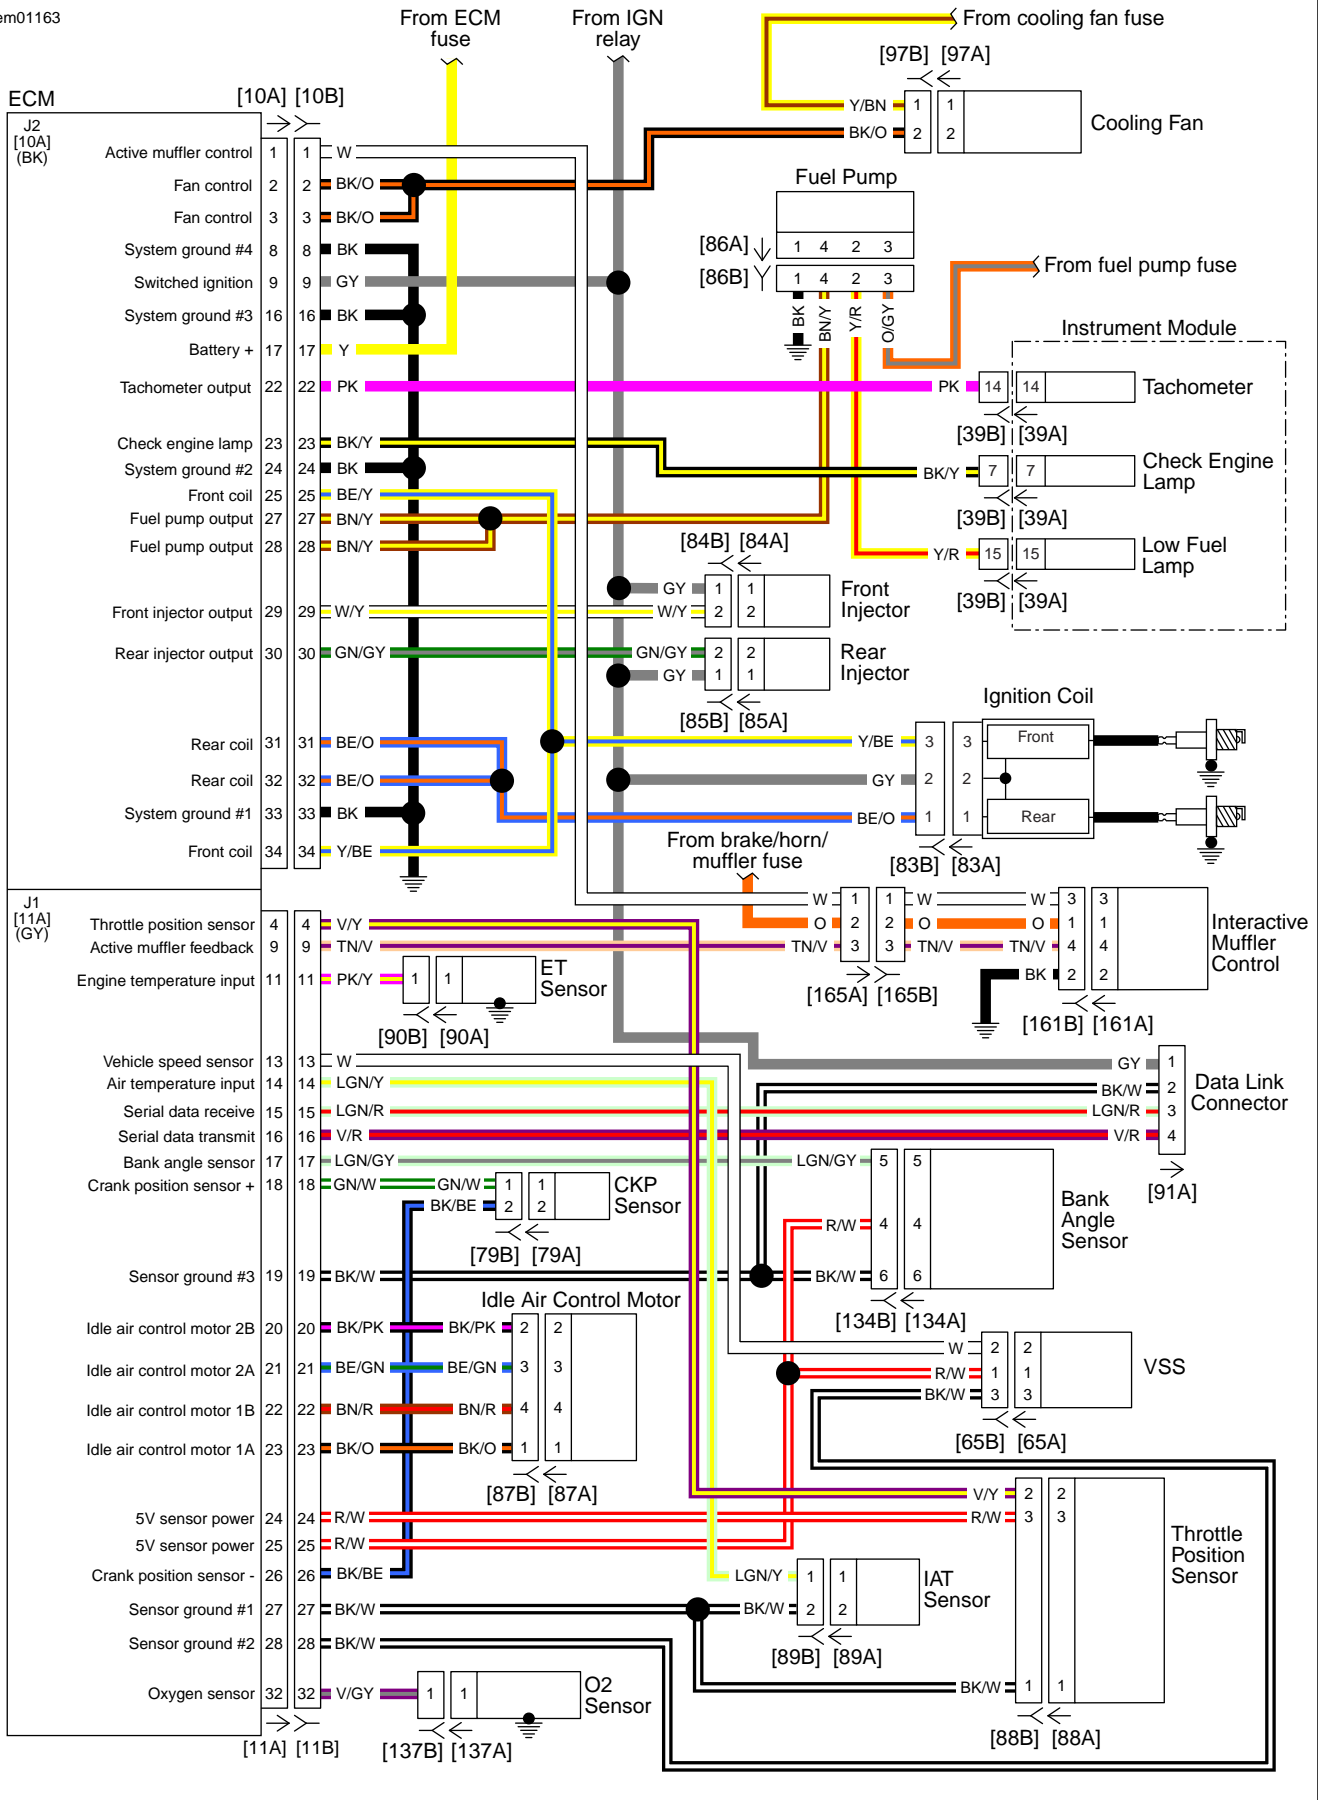 em01163
From ECM
fuse
From IGN
relay
From cooling fan fuse
[97B] [97A]
Y/BN 1 1
BK/O 2 2
Cooling Fan
ECM
[10A] [10B]
J2
[10A]
(BK)
Active muffler control 1 1 W
Fan control 2 2 BK/O
Fan control 3 3 BK/O
System ground #4 8 8 BK
Switched ignition 9 9 GY
System ground #3 16 16 BK
Battery + 17 17 Y
Tachometer output 22 22 PK
Check engine lamp 23 23 BK/Y
System ground #2 24 24 BK
Front coil 25 25 BE/Y
Fuel pump output 27 27 BN/Y
Fuel pump output 28 28 BN/Y
Front injector output 29 29 W/Y
Rear injector output 30 30 GN/GY
Rear coil 31 31 BE/O
Rear coil 32 32 BE/O
System ground #1 33 33 BK
Front coil 34 34 Y/BE
Fuel Pump
[86A] 1 4 2 3
[86B] 1 4 2 3
BK BN/Y Y/R O/GY
From fuel pump fuse
Instrument Module
PK 14 14 Tachometer
[39B] [39A]
BK/Y 7 7
Check Engine
Lamp
[39B] [39A]
Y/R 15 15
Low Fuel
Lamp
[39B] [39A]
[84B] [84A]
GY 1 1
W/Y 2 2
Front
Injector
GN/GY 2 2
GY 1 1
Rear
Injector
[85B] [85A]
Ignition Coil
Y/BE 3 3 Front
GY 2 2
BE/O 1 1 Rear
[83B] [83A]
From brake/horn/
muffler fuse
W 1 1 W W 3 3
O 2 2 O O 1 1
TN/V 3 3 TN/V TN/V 4 4
BK 2 2
Interactive
Muffler
Control
[165A] [165B]
[161B] [161A]
J1
[11A]
(GY)
Throttle position sensor 4 4 V/Y
Active muffler feedback 9 9 TN/V
Engine temperature input 11 11 PK/Y 1 1
ET
Sensor
[90B] [90A]
Vehicle speed sensor 13 13 W
Air temperature input 14 14 LGN/Y
Serial data receive 15 15 LGN/R
Serial data transmit 16 16 V/R
Bank angle sensor 17 17 LGN/GY
Crank position sensor + 18 18 GN/W
GY 1
BK/W 2
LGN/R 3
V/R 4
Data Link
Connector
[91A]
GN/W 1 1
BK/BE 2 2
CKP
Sensor
[79B] [79A]
LGN/GY 5 5
R/W 4 4
BK/W 6 6
Bank
Angle
Sensor
[134B] [134A]
Sensor ground #3 19 19 BK/W
Idle Air Control Motor
Idle air control motor 2B 20 20 BK/PK BK/PK 2 2
Idle air control motor 2A 21 21 BE/GN BE/GN 3 3
Idle air control motor 1B 22 22 BN/R BN/R 4 4
Idle air control motor 1A 23 23 BK/O BK/O 1 1
[87B] [87A]
W 2 2
R/W 1 1
BK/W 3 3
VSS
[65B] [65A]
5V sensor power 24 24 R/W
5V sensor power 25 25 R/W
Crank position sensor - 26 26 BK/BE
Sensor ground #1 27 27 BK/W
Sensor ground #2 28 28 BK/W
Oxygen sensor 32 32 V/GY 1 1
O2
Sensor
[11A] [11B]
[137B] [137A]
V/Y 2 2
R/W 3 3
BK/W 1 1
Throttle
Position
Sensor
[88B] [88A]
LGN/Y 1 1
BK/W 2 2
IAT
Sensor
[89B] [89A]